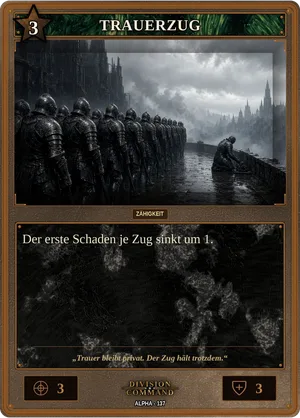 3
TRAUERZUG
ZÄHIGKEIT
Der erste Schaden je Zug sinkt um 1.
„Trauer bleibt privat. Der Zug hält trotzdem.“
3
DIVISION
COMMAND
ALPHA 137
3